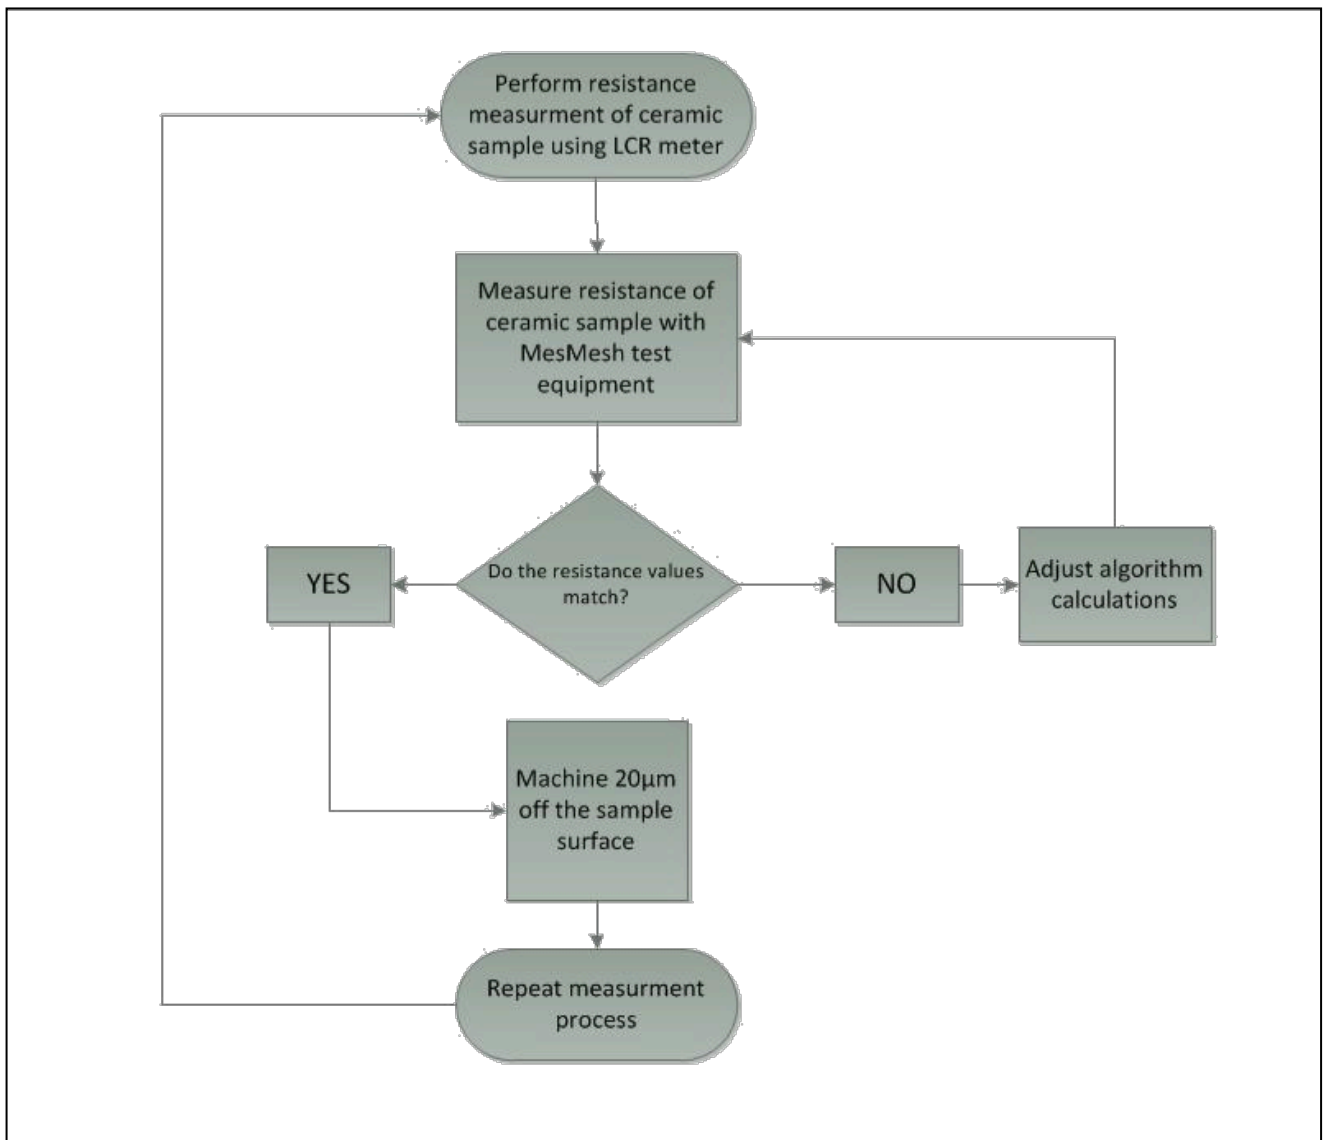 Perform resistance
measurment of ceramic
sample using LCR meter
Measure resistance of
ceramic sample with
MesMesh test
equipment
Do the resistance values
match?
YES
NO
Adjust algorithm
calculations
Machine 20µm
off the sample
surface
Repeat measurment
process